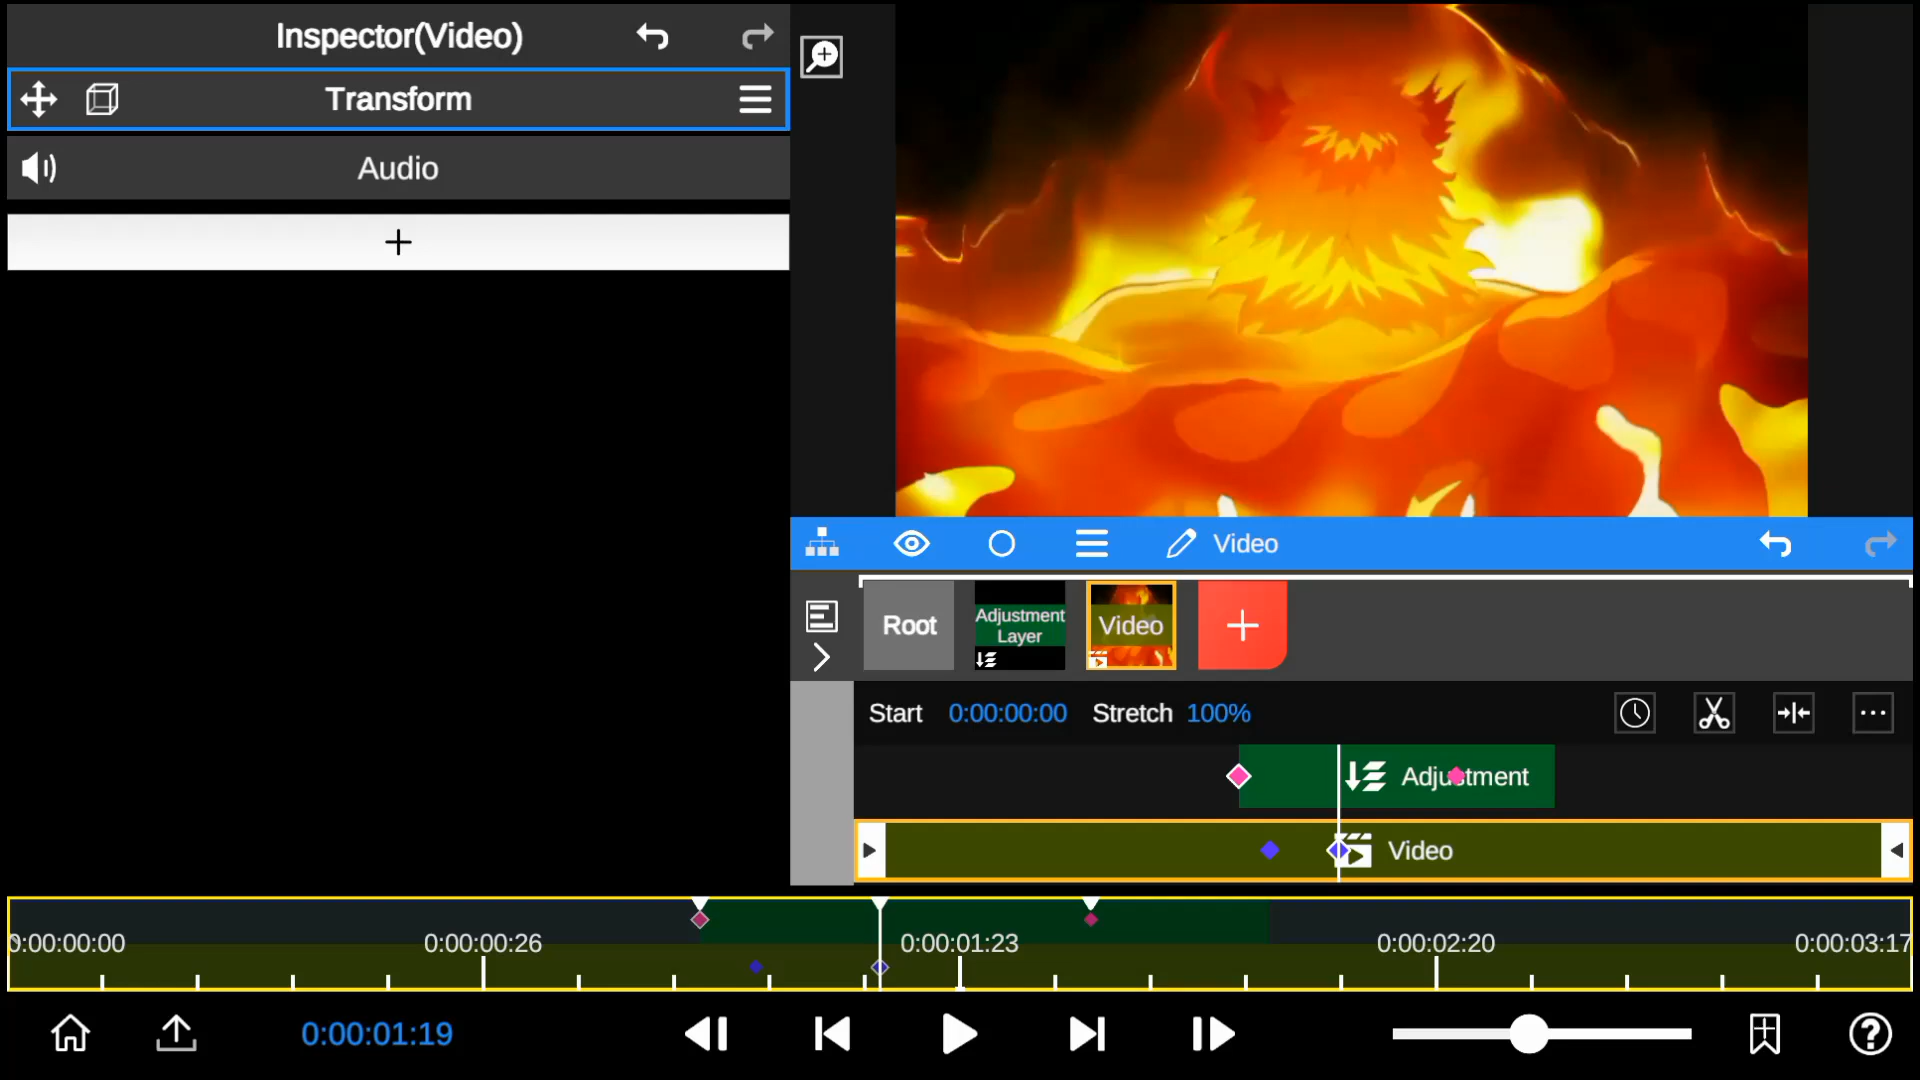 Inspector(Video)
Transform
Audio
Video
Root
Adjustment
Layer
Video
Start 0:00:00:00 Stretch 100%
Adjustment
Video
0:00:00:00
0:00:00:26
0:00:01:23
0:00:02:20
0:00:03:17
0:00:01:19